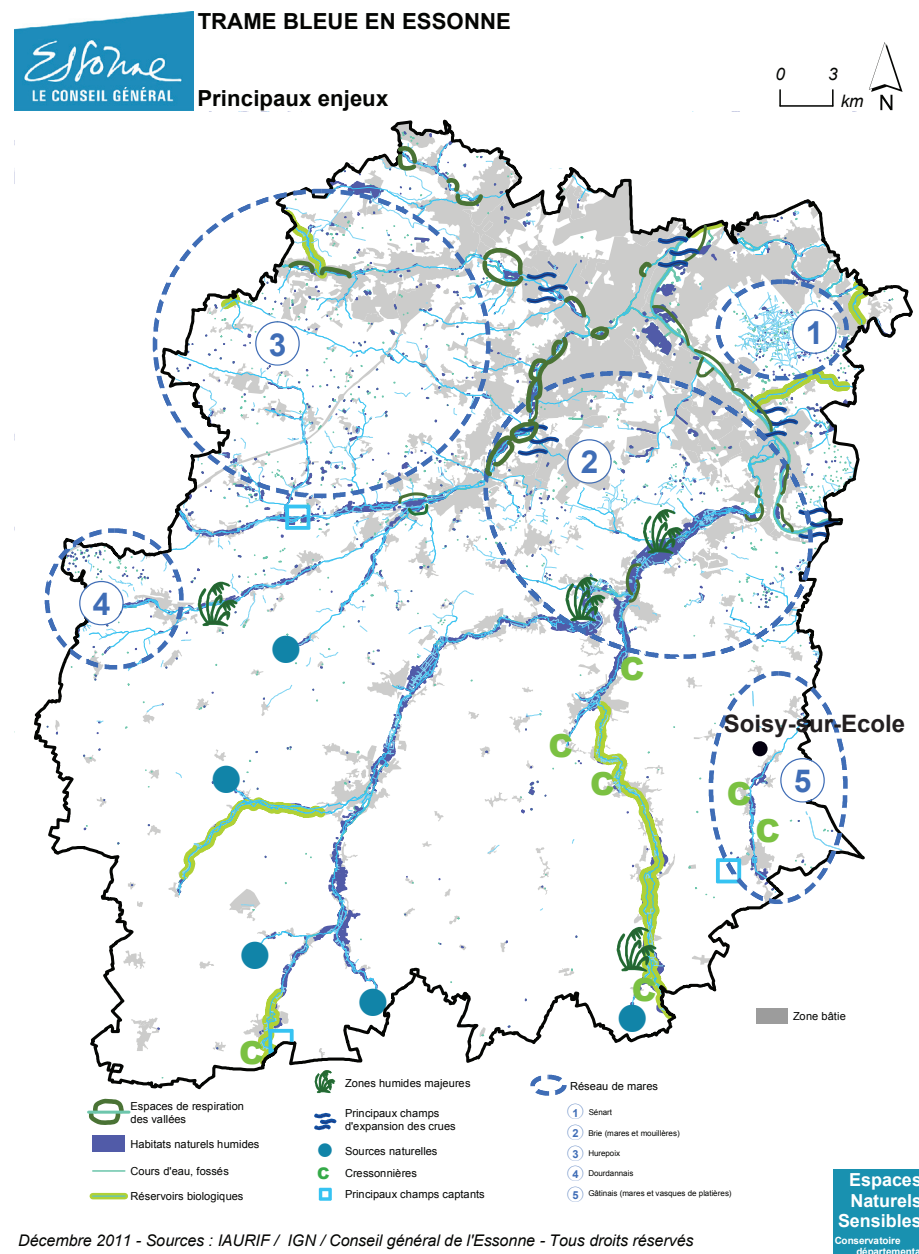 TRAME BLEUE EN ESSONNE
Essonne
LE CONSEIL GÉNÉRAL
Principaux enjeux
0 3
km
N
1
3
2
4
C
Soisy-sur-Ecole
C
C
5
C
C
C
C
Zone bâtie
Espaces de respiration
des vallées
Habitats naturels humides
Cours d'eau, fossés
Réservoirs biologiques
Zones humides majeures
Principaux champs
d'expansion des crues
Sources naturelles
C Cressonnières
Principaux champs captants
Réseau de mares
1 Sénart
2 Brie (mares et mouillères)
3 Hurepoix
4 Dourdannais
5 Gâtinais (mares et vasques de platières)
Espaces
Naturels
Sensibles
Conservatoire
départementa
Décembre 2011 - Sources : IAURIF / IGN / Conseil général de l'Essonne - Tous droits réservés